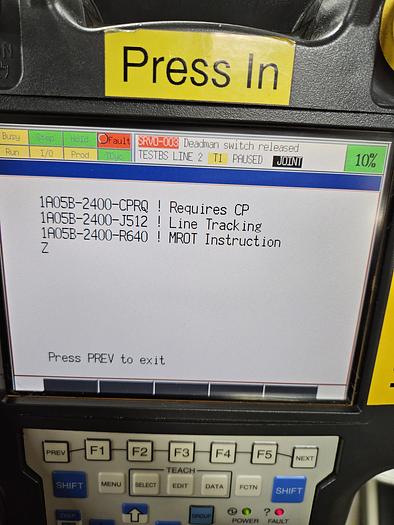 Press In
Busy Step Hold Fault
Run I/O Prod TCyc
SRVO-003 Deadman switch released
TESTBS LINE 2 T1 PAUSED JOINT
10%
1A05B-2400-CPRQ ! Requires CP
1A05B-2400-J512 ! Line Tracking
1A05B-2400-R640 ! MROT Instruction
Z
Press PREV to exit
PREV F1 F2 F3 F4 F5 NEXT
TEACH
SHIFT MENU SELECT EDIT DATA FCTN SHIFT
GROUP
POWER FAULT